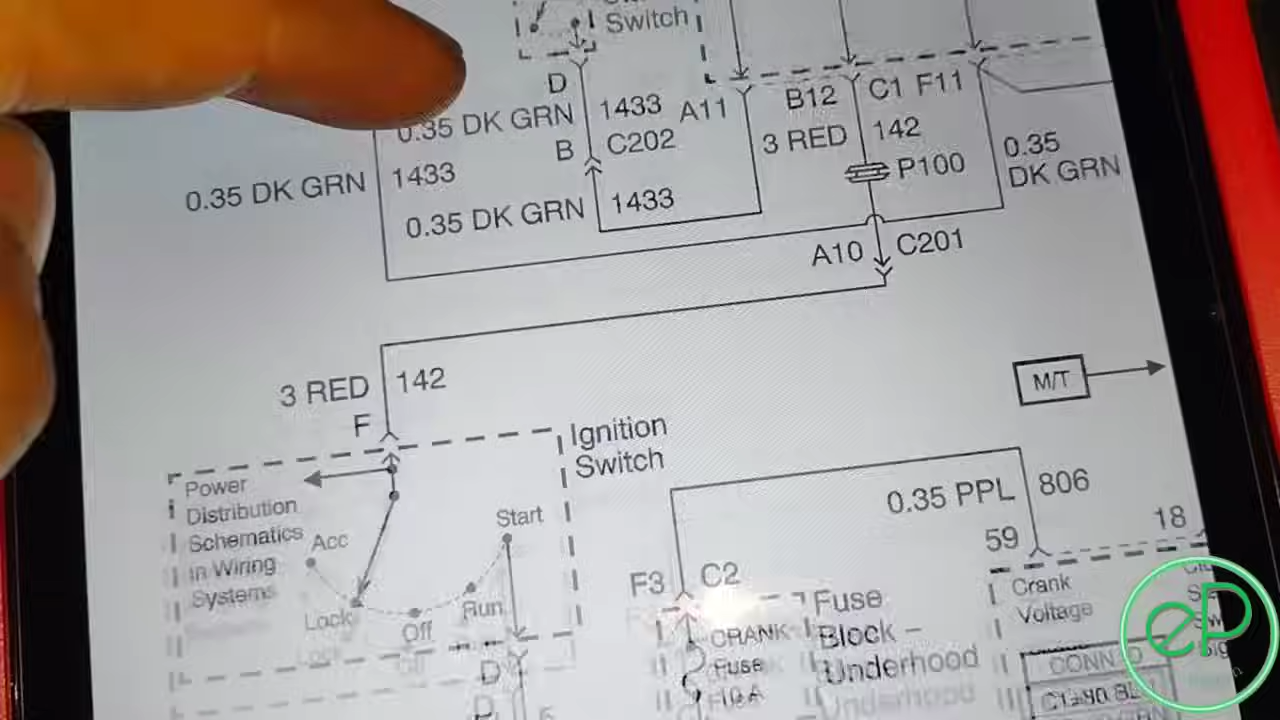 Switch
D
0.35 DK GRN
1433
A11
B12
C1
F11
B
C202
3 RED
142
0.35
DK GRN
P100
0.35 DK GRN
1433
0.35 DK GRN
1433
A10
C201
3 RED
142
M/T
F
Ignition
Switch
Power
Distribution
Schematics
in Wiring
Systems
Acc
Start
Lock
Off
Run
D
0.35 PPL
806
59
18
F3
C2
Crank
Voltage
CRANK
Fuse
10 A
Fuse
Block –
Underhood
eP